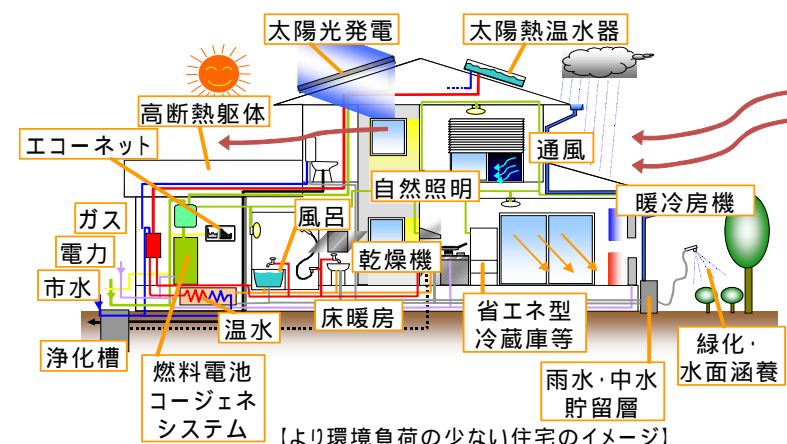 太陽光発電
太陽熱温水器
高断熱躯体
エコーネット
通風
自然照明
暖冷房機
ガス
風呂
電力
乾燥機
市水
省エネ型
冷蔵庫等
温水
床暖房
浄化槽
燃料電池
コージェネ
システム
雨水・中水
貯留層
緑化・
水面涵養
【より環境負荷の少ない住宅のイメージ】